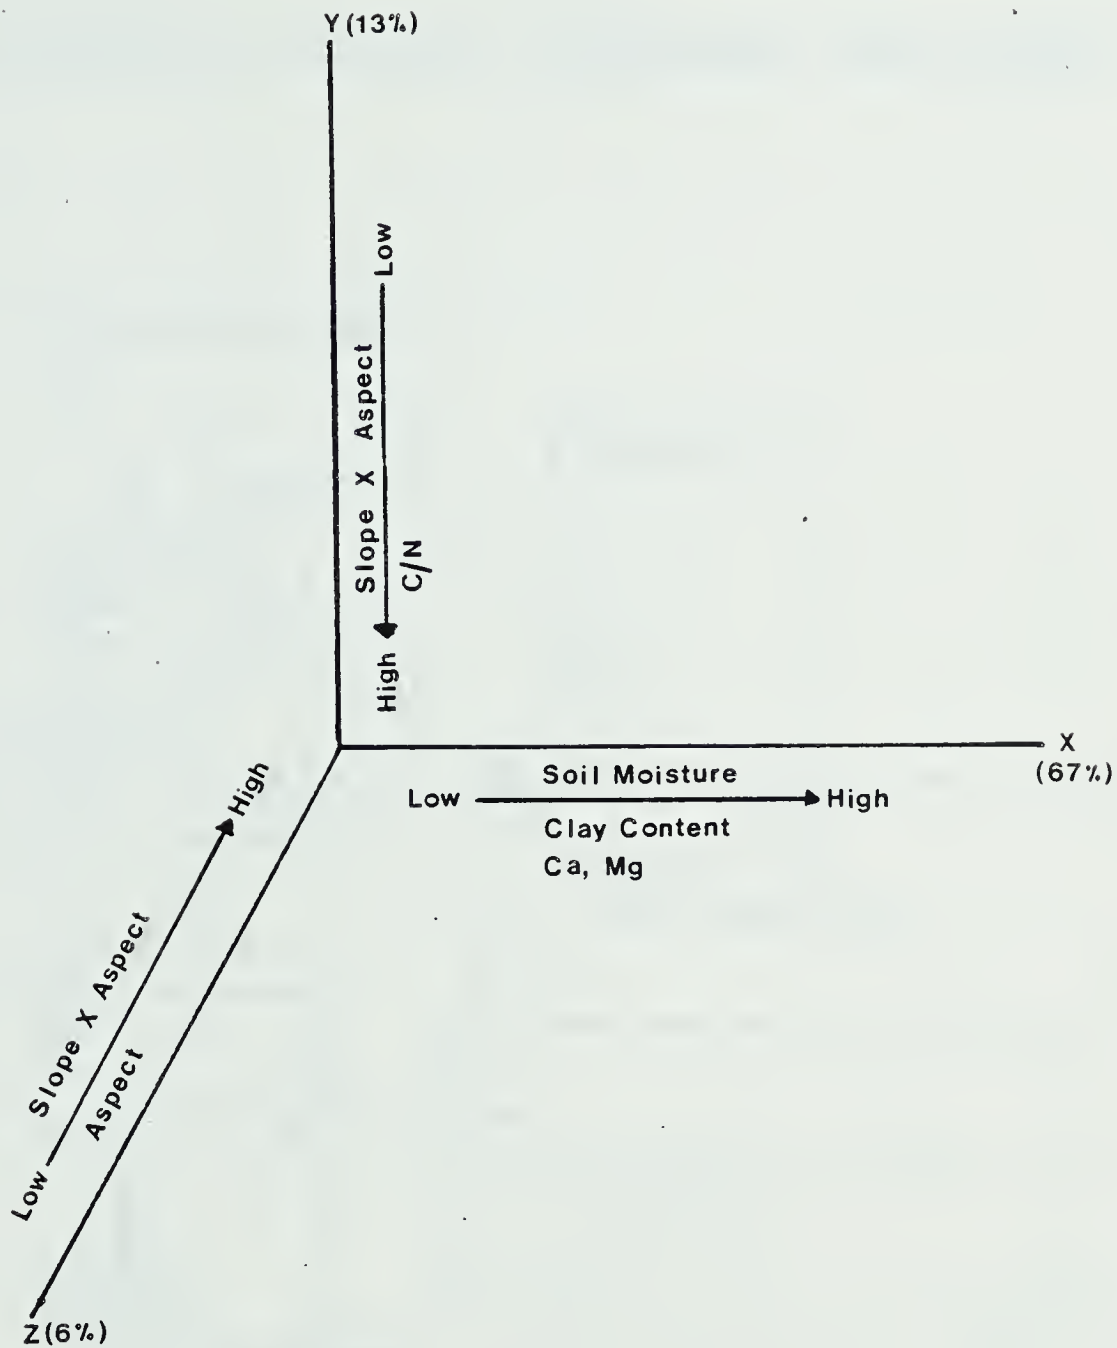 Y (13%)
Low
Slope X Aspect
C/N
High
X
(67%)
Soil Moisture
Low
High
Clay Content
Ca, Mg
High
Slope X Aspect
Aspect
Low
Z (6%)